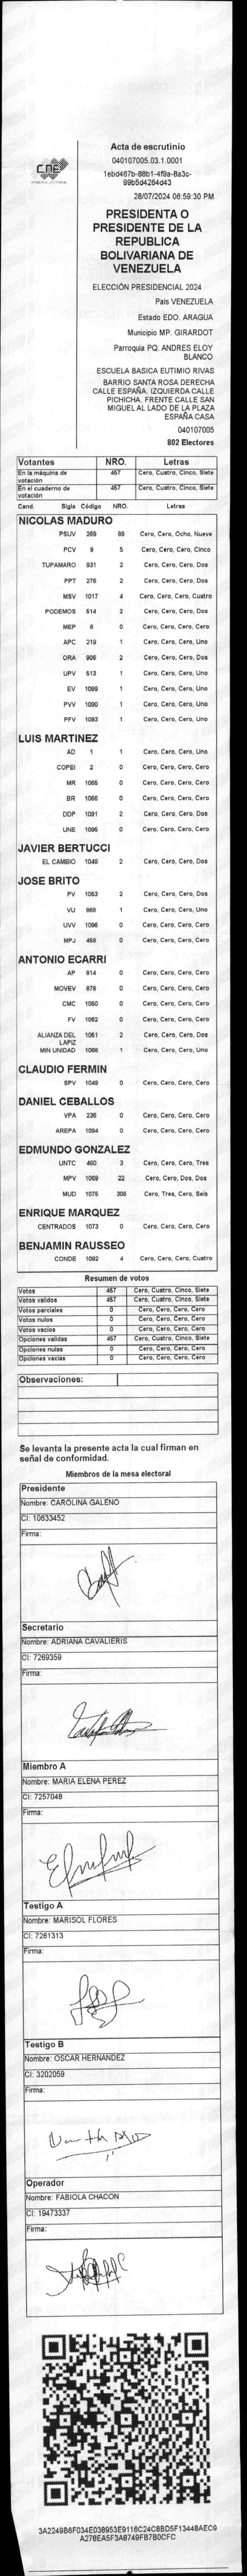 CNE
Acta de escrutinio
040107005.03.1.0001
1ebd467b-88b1-4f9a-8a3c-
99b5d4264d43
28/07/2024 06:59:30 PM
PRESIDENTA O
PRESIDENTE DE LA
REPUBLICA
BOLIVARIANA DE
VENEZUELA
ELECCIÓN PRESIDENCIAL 2024
País VENEZUELA
Estado EDO. ARAGUA
Municipio MP. GIRARDOT
Parroquia PQ. ANDRES ELOY
BLANCO
ESCUELA BASICA EUTIMIO RIVAS
BARRIO SANTA ROSA DERECHA
CALLE ESPAÑA. IZQUIERDA CALLE
PICHICHA. FRENTE CALLE SAN
MIGUEL AL LADO DE LA PLAZA
ESPAÑA CASA
040107005
802 Electores
Votantes NRO. Letras
En la máquina de votación 457 Cero, Cuatro, Cinco, Siete
En el cuaderno de votación 457 Cero, Cuatro, Cinco, Siete
Cand. Sigla Código NRO. Letras
NICOLAS MADURO
PSUV 269 89 Cero, Cero, Ocho, Nueve
PCV 9 5 Cero, Cero, Cero, Cinco
TUPAMARO 931 2 Cero, Cero, Cero, Dos
PPT 276 2 Cero, Cero, Cero, Dos
MSV 1017 4 Cero, Cero, Cero, Cuatro
PODEMOS 514 2 Cero, Cero, Cero, Dos
MEP 6 0 Cero, Cero, Cero, Cero
APC 219 1 Cero, Cero, Cero, Uno
ORA 906 2 Cero, Cero, Cero, Dos
UPV 513 1 Cero, Cero, Cero, Uno
EV 1089 1 Cero, Cero, Cero, Uno
PVV 1090 1 Cero, Cero, Cero, Uno
PFV 1093 1 Cero, Cero, Cero, Uno
LUIS MARTINEZ
AD 1 1 Cero, Cero, Cero, Uno
COPEI 2 0 Cero, Cero, Cero, Cero
MR 1065 0 Cero, Cero, Cero, Cero
BR 1066 0 Cero, Cero, Cero, Cero
DDP 1091 2 Cero, Cero, Cero, Dos
UNE 1095 0 Cero, Cero, Cero, Cero
JAVIER BERTUCCI
EL CAMBIO 1048 2 Cero, Cero, Cero, Dos
JOSE BRITO
PV 1053 2 Cero, Cero, Cero, Dos
VU 868 1 Cero, Cero, Cero, Uno
UVV 1096 0 Cero, Cero, Cero, Cero
MPJ 458 0 Cero, Cero, Cero, Cero
ANTONIO ECARRI
AP 814 0 Cero, Cero, Cero, Cero
MOVEV 878 0 Cero, Cero, Cero, Cero
CMC 1050 0 Cero, Cero, Cero, Cero
FV 1062 0 Cero, Cero, Cero, Cero
ALIANZA DEL LAPIZ 1051 2 Cero, Cero, Cero, Dos
MIN UNIDAD 1068 1 Cero, Cero, Cero, Uno
CLAUDIO FERMIN
SPV 1049 0 Cero, Cero, Cero, Cero
DANIEL CEBALLOS
VPA 236 0 Cero, Cero, Cero, Cero
AREPA 1094 0 Cero, Cero, Cero, Cero
EDMUNDO GONZALEZ
UNTC 460 3 Cero, Cero, Cero, Tres
MPV 1069 22 Cero, Cero, Dos, Dos
MUD 1075 306 Cero, Tres, Cero, Seis
ENRIQUE MARQUEZ
CENTRADOS 1073 0 Cero, Cero, Cero, Cero
BENJAMIN RAUSSEO
CONDE 1092 4 Cero, Cero, Cero, Cuatro
Resumen de votos
Votos 457 Cero, Cuatro, Cinco, Siete
Votos validos 457 Cero, Cuatro, Cinco, Siete
Votos parciales 0 Cero, Cero, Cero, Cero
Votos nulos 0 Cero, Cero, Cero, Cero
Votos vacios 0 Cero, Cero, Cero, Cero
Opciones validas 457 Cero, Cuatro, Cinco, Siete
Opciones nulas 0 Cero, Cero, Cero, Cero
Opciones vacias 0 Cero, Cero, Cero, Cero
Observaciones:
Se levanta la presente acta la cual firman en
señal de conformidad.
Miembros de la mesa electoral
Presidente
Nombre: CAROLINA GALENO
CI: 10633452
Firma:
Secretario
Nombre: ADRIANA CAVALIERIS
CI: 7269359
Firma:
Miembro A
Nombre: MARIA ELENA PEREZ
CI: 7257048
Firma:
Testigo A
Nombre: MARISOL FLORES
CI: 7261313
Firma:
Testigo B
Nombre: OSCAR HERNANDEZ
CI: 3202059
Firma:
Operador
Nombre: FABIOLA CHACON
CI: 19473337
Firma:
3A2249B6F034E038953E9116C24C8BD5F13448AEC9
A278EA5F3A8749FB7B0CFC